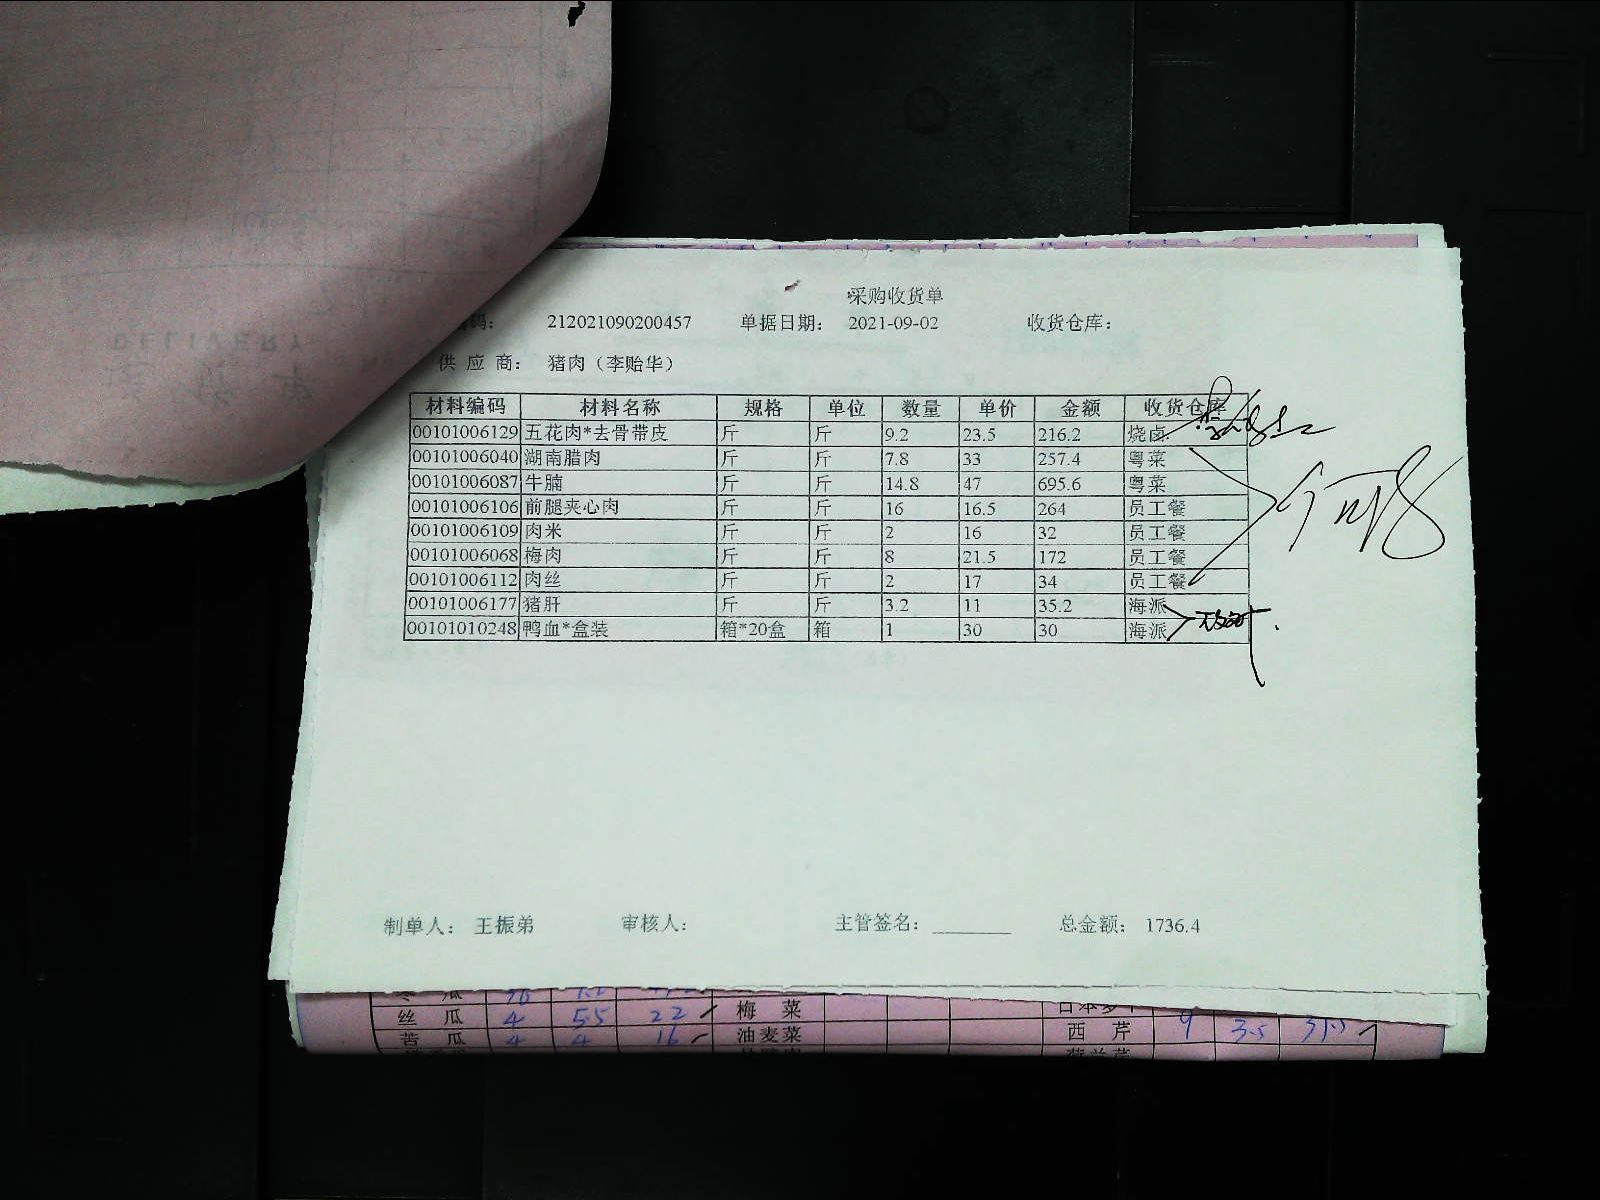 采购收货单
码： 212021090200457 单据日期： 2021-09-02 收货仓库：
供 应 商： 猪肉（李贻华）
材料编码 材料名称 规格 单位 数量 单价 金额 收货仓库
00101006129 五花肉*去骨带皮 斤 斤 9.2 23.5 216.2 烧卤
00101006040 湖南腊肉 斤 斤 7.8 33 257.4 粤菜
00101006087 牛腩 斤 斤 14.8 47 695.6 粤菜
00101006106 前腿夹心肉 斤 斤 16 16.5 264 员工餐
00101006109 肉米 斤 斤 2 16 32 员工餐
00101006068 梅肉 斤 斤 8 21.5 172 员工餐
00101006112 肉丝 斤 斤 2 17 34 员工餐
00101006177 猪肝 斤 斤 3.2 11 35.2 海派
00101010248 鸭血*盒装 箱*20盒 箱 1 30 30 海派
制单人： 王振弟 审核人： 主管签名： 总金额： 1736.4
丝 瓜 4 5.5 22 梅 菜
苦 瓜 4 4 16 油麦菜 西 芹 9 3.5 31.5
DELIVERY